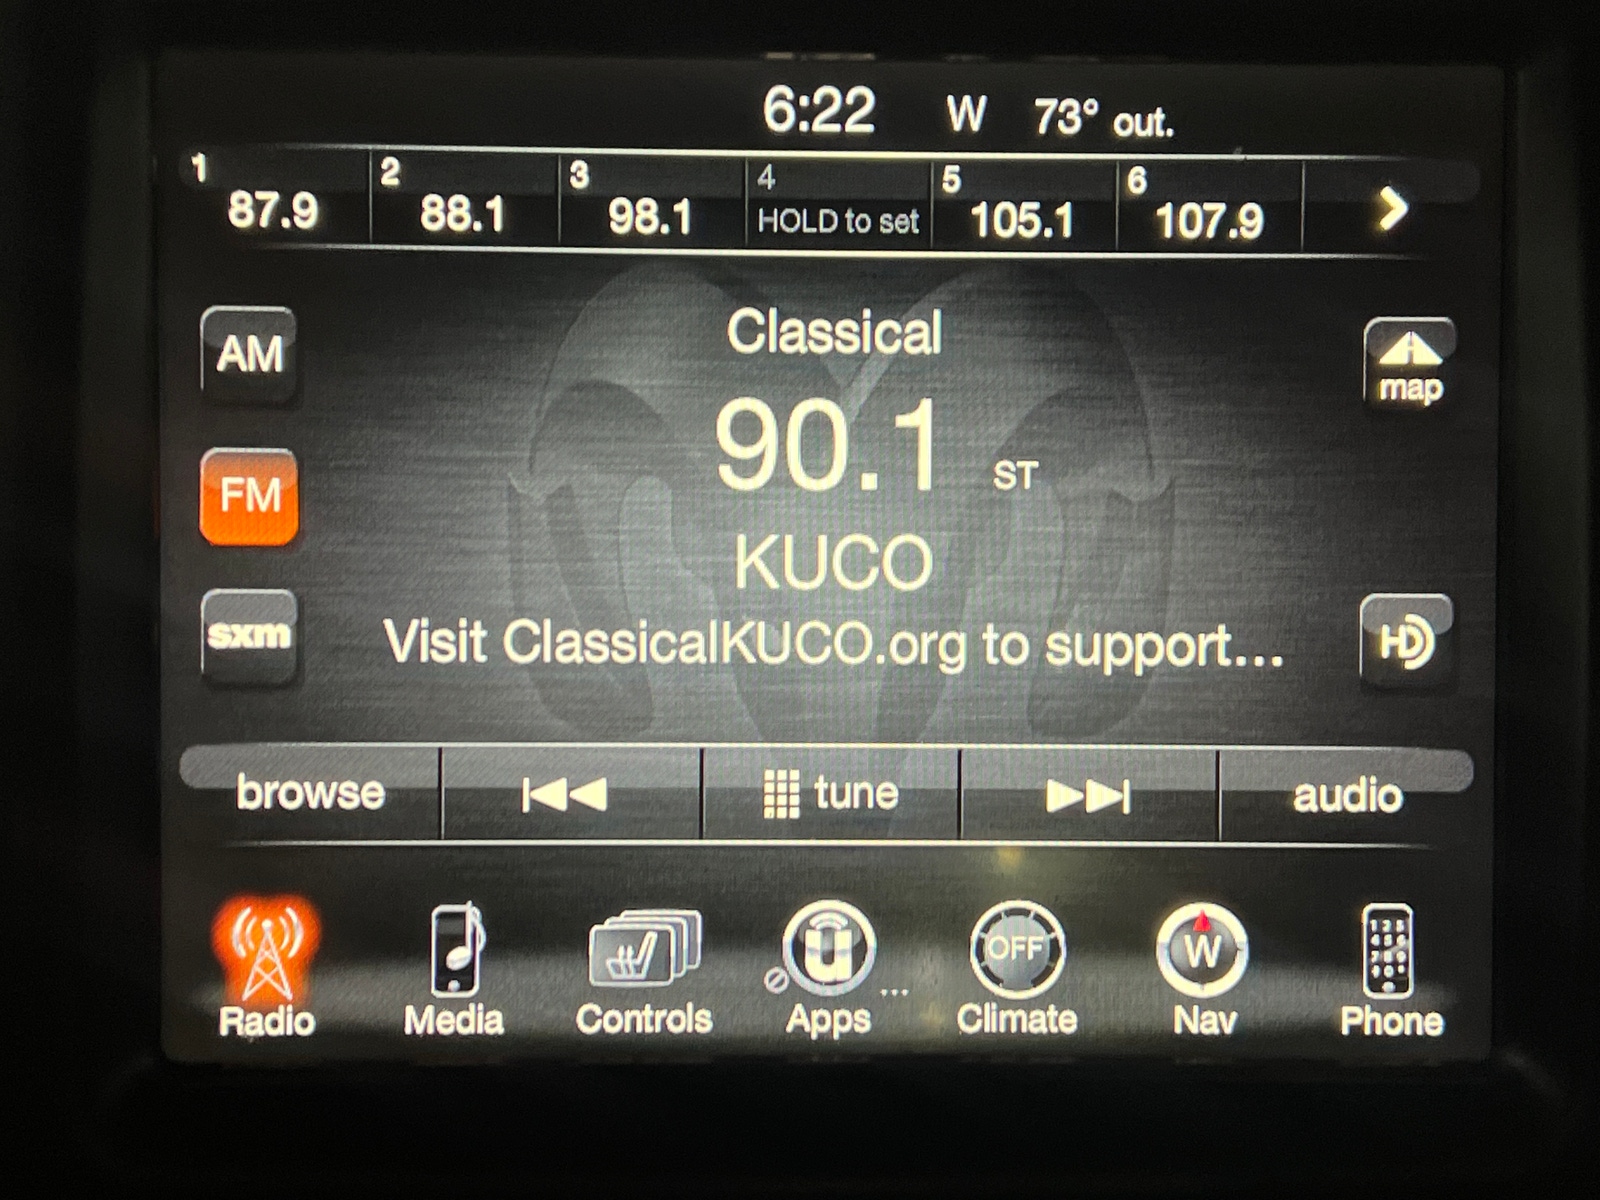 6:22 W 73° out.
1 2 3 4 5 6
87.9 88.1 98.1 HOLD to set 105.1 107.9
AM
Classical
map
90.1 ST
FM
KUCO
sxm
Visit ClassicalKUCO.org to support...
HD
browse tune audio
OFF
W
U
...
Radio Media Controls Apps Climate Nav Phone